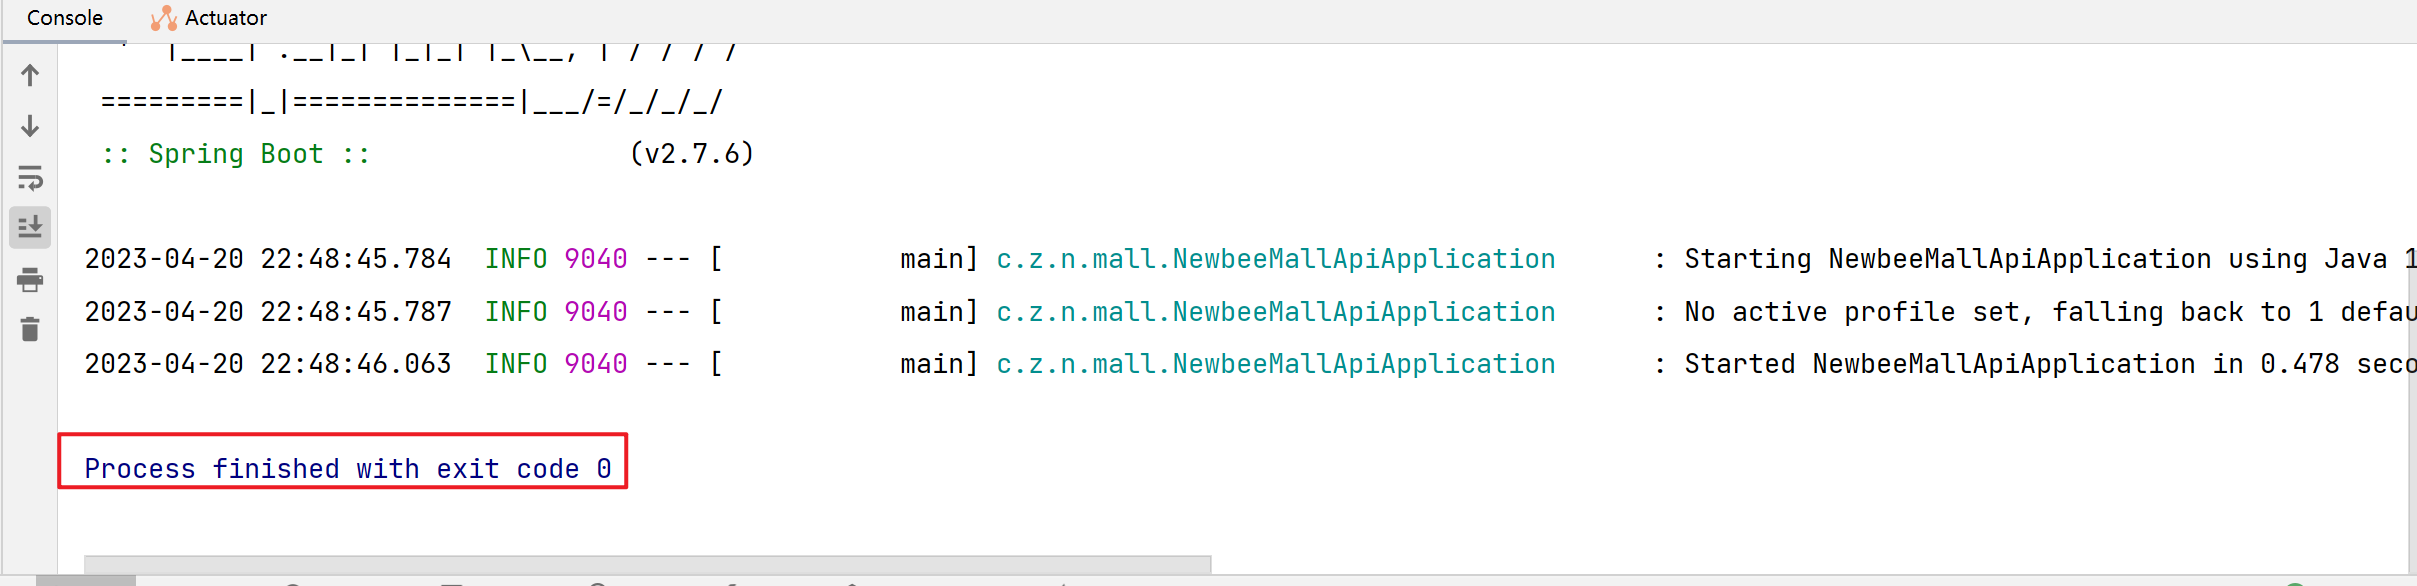 Console Actuator
' |____| .__|_| |_|_| |_\__, | / / / /
=========|_|==============|___/=/_/_/_/
:: Spring Boot :: (v2.7.6)
2023-04-20 22:48:45.784 INFO 9040 --- [ main] c.z.n.mall.NewbeeMallApiApplication : Starting NewbeeMallApiApplication using Java 1
2023-04-20 22:48:45.787 INFO 9040 --- [ main] c.z.n.mall.NewbeeMallApiApplication : No active profile set, falling back to 1 defau
2023-04-20 22:48:46.063 INFO 9040 --- [ main] c.z.n.mall.NewbeeMallApiApplication : Started NewbeeMallApiApplication in 0.478 seco
Process finished with exit code 0